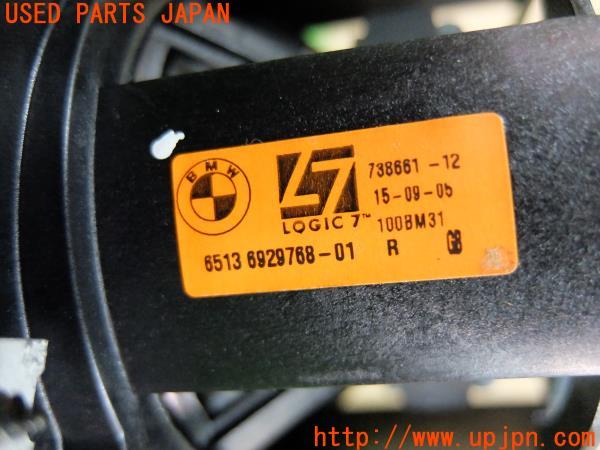 USED PARTS JAPAN
BMW
L7
LOGIC 7™
738661-12
15-09-05
100BM31
6513 6929768-01 R GB
http://www.upjpn.com/